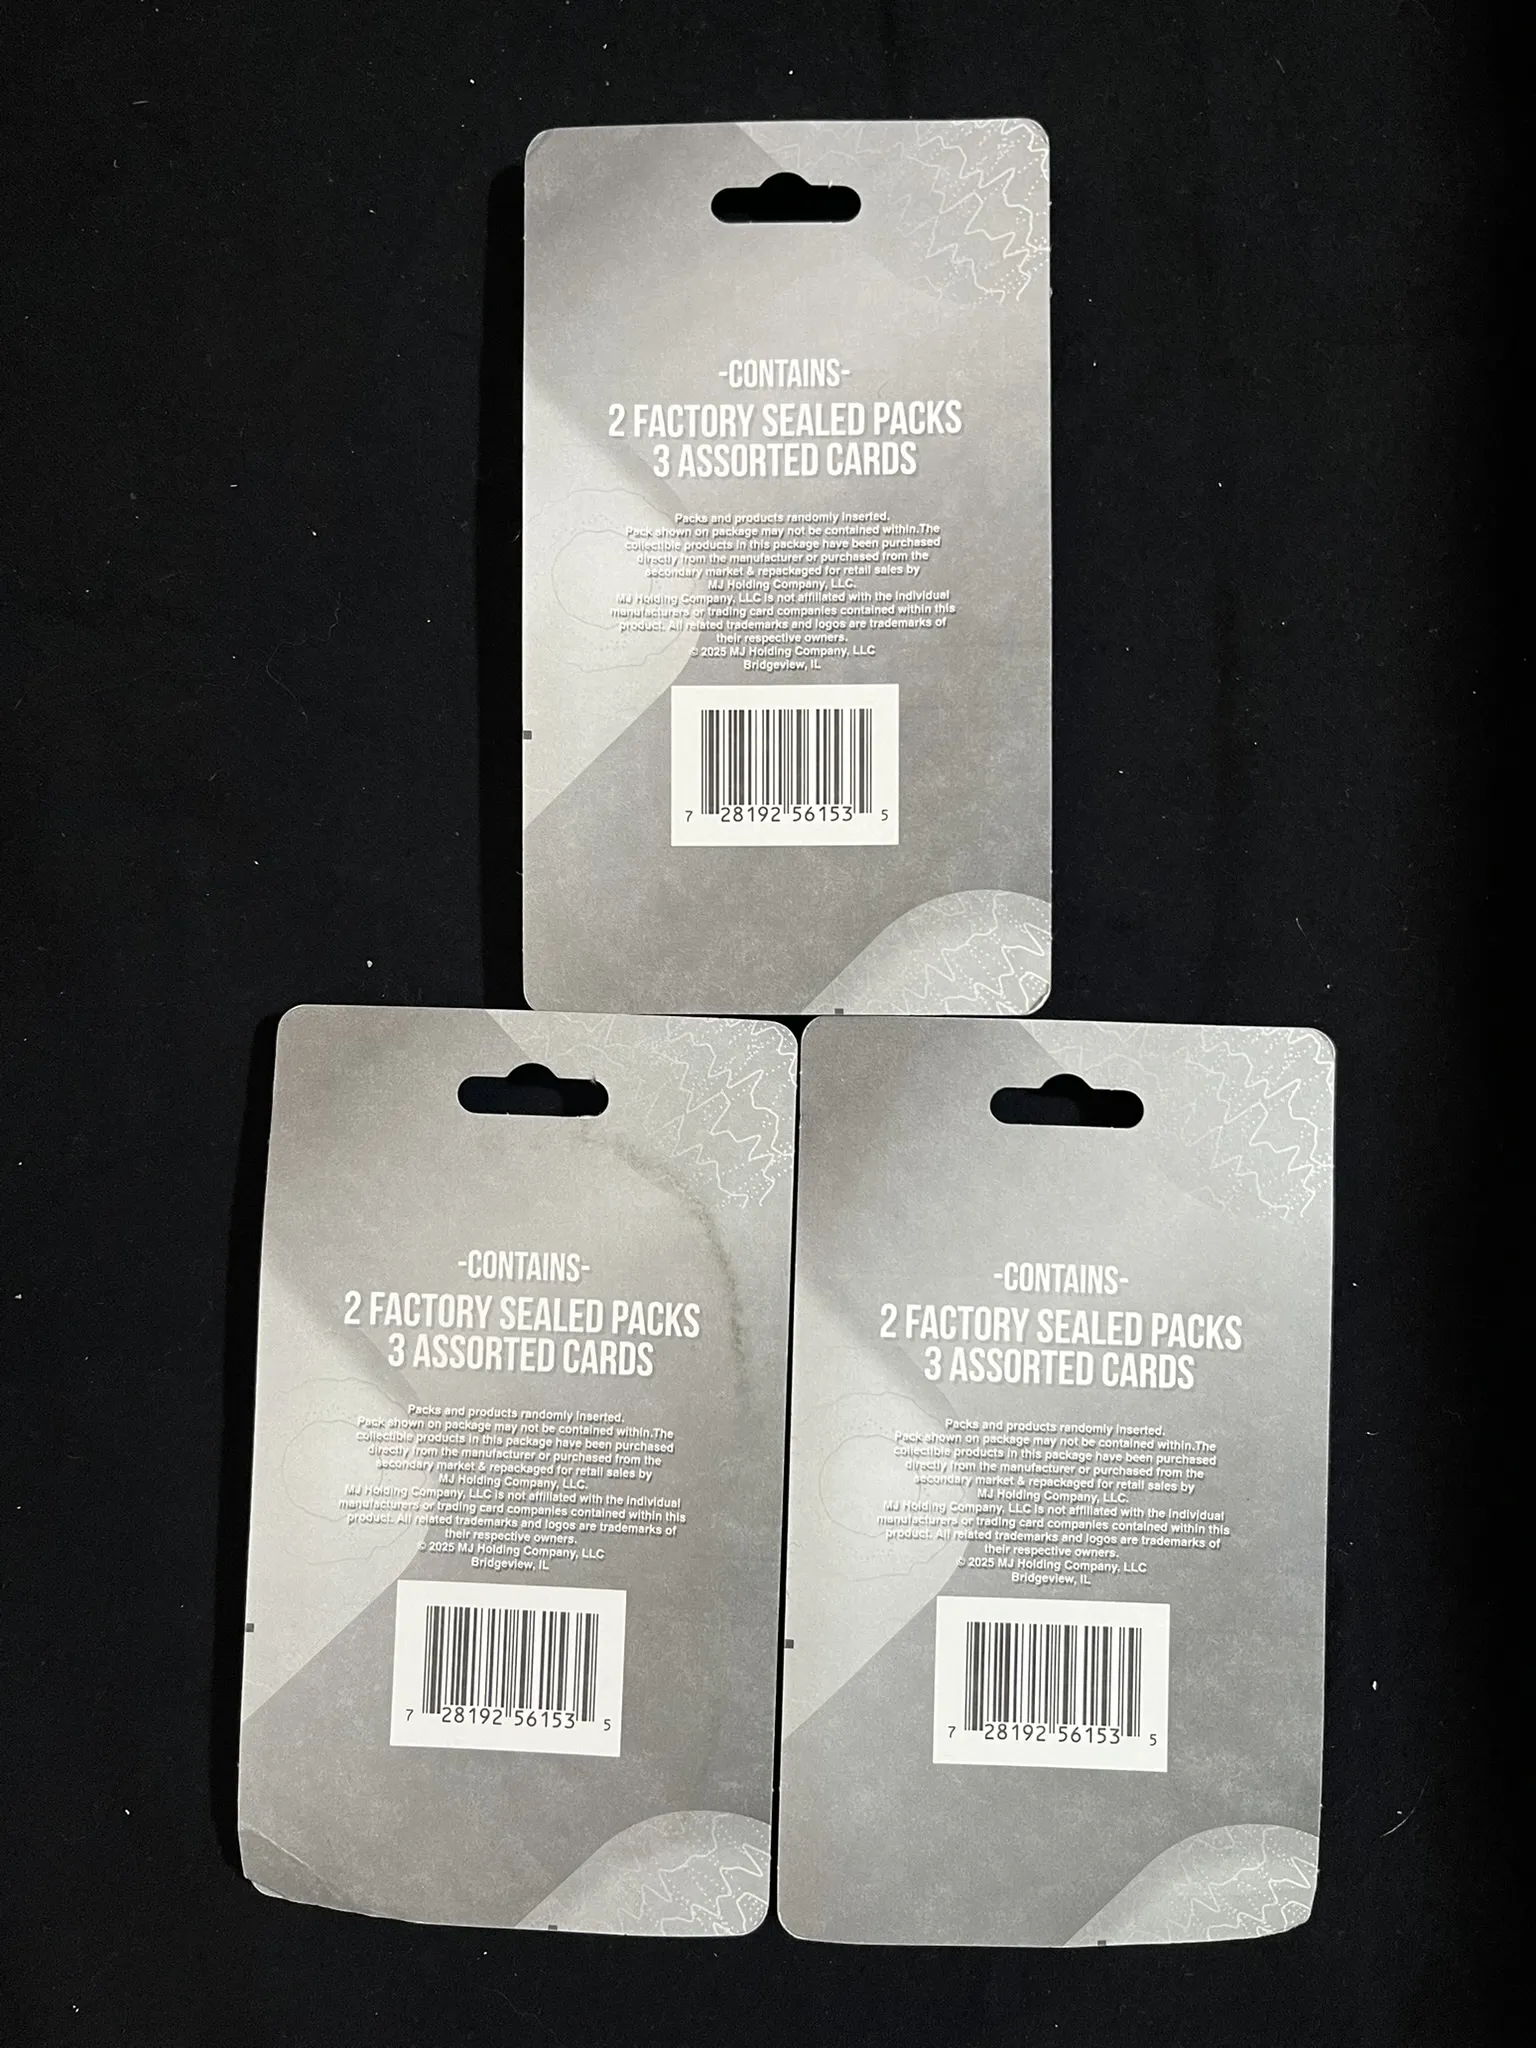 -CONTAINS-
2 FACTORY SEALED PACKS
3 ASSORTED CARDS
Packs and products randomly inserted.
Pack shown on package may not be contained within.The
collectible products in this package have been purchased
directly from the manufacturer or purchased from the
secondary market & repackaged for retail sales by
MJ Holding Company, LLC.
MJ Holding Company, LLC is not affiliated with the individual
manufacturers or trading card companies contained within this
product. All related trademarks and logos are trademarks of
their respective owners.
© 2025 MJ Holding Company, LLC
Bridgeview, IL
7 28192 56153 5
-CONTAINS-
2 FACTORY SEALED PACKS
3 ASSORTED CARDS
Packs and products randomly inserted.
Pack shown on package may not be contained within.The
collectible products in this package have been purchased
directly from the manufacturer or purchased from the
secondary market & repackaged for retail sales by
MJ Holding Company, LLC.
MJ Holding Company, LLC is not affiliated with the individual
manufacturers or trading card companies contained within this
product. All related trademarks and logos are trademarks of
their respective owners.
© 2025 MJ Holding Company, LLC
Bridgeview, IL
7 28192 56153 5
-CONTAINS-
2 FACTORY SEALED PACKS
3 ASSORTED CARDS
Packs and products randomly inserted.
Pack shown on package may not be contained within.The
collectible products in this package have been purchased
directly from the manufacturer or purchased from the
secondary market & repackaged for retail sales by
MJ Holding Company, LLC.
MJ Holding Company, LLC is not affiliated with the individual
manufacturers or trading card companies contained within this
product. All related trademarks and logos are trademarks of
their respective owners.
© 2025 MJ Holding Company, LLC
Bridgeview, IL
7 28192 56153 5